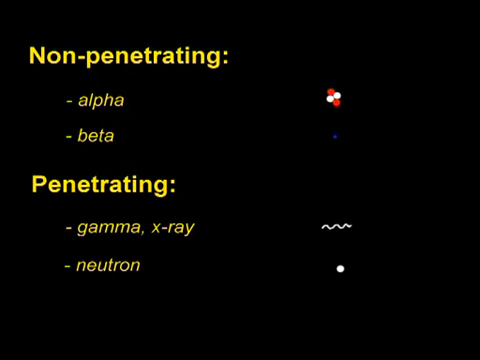 Non-penetrating:
- alpha
- beta
Penetrating:
- gamma, x-ray
- neutron